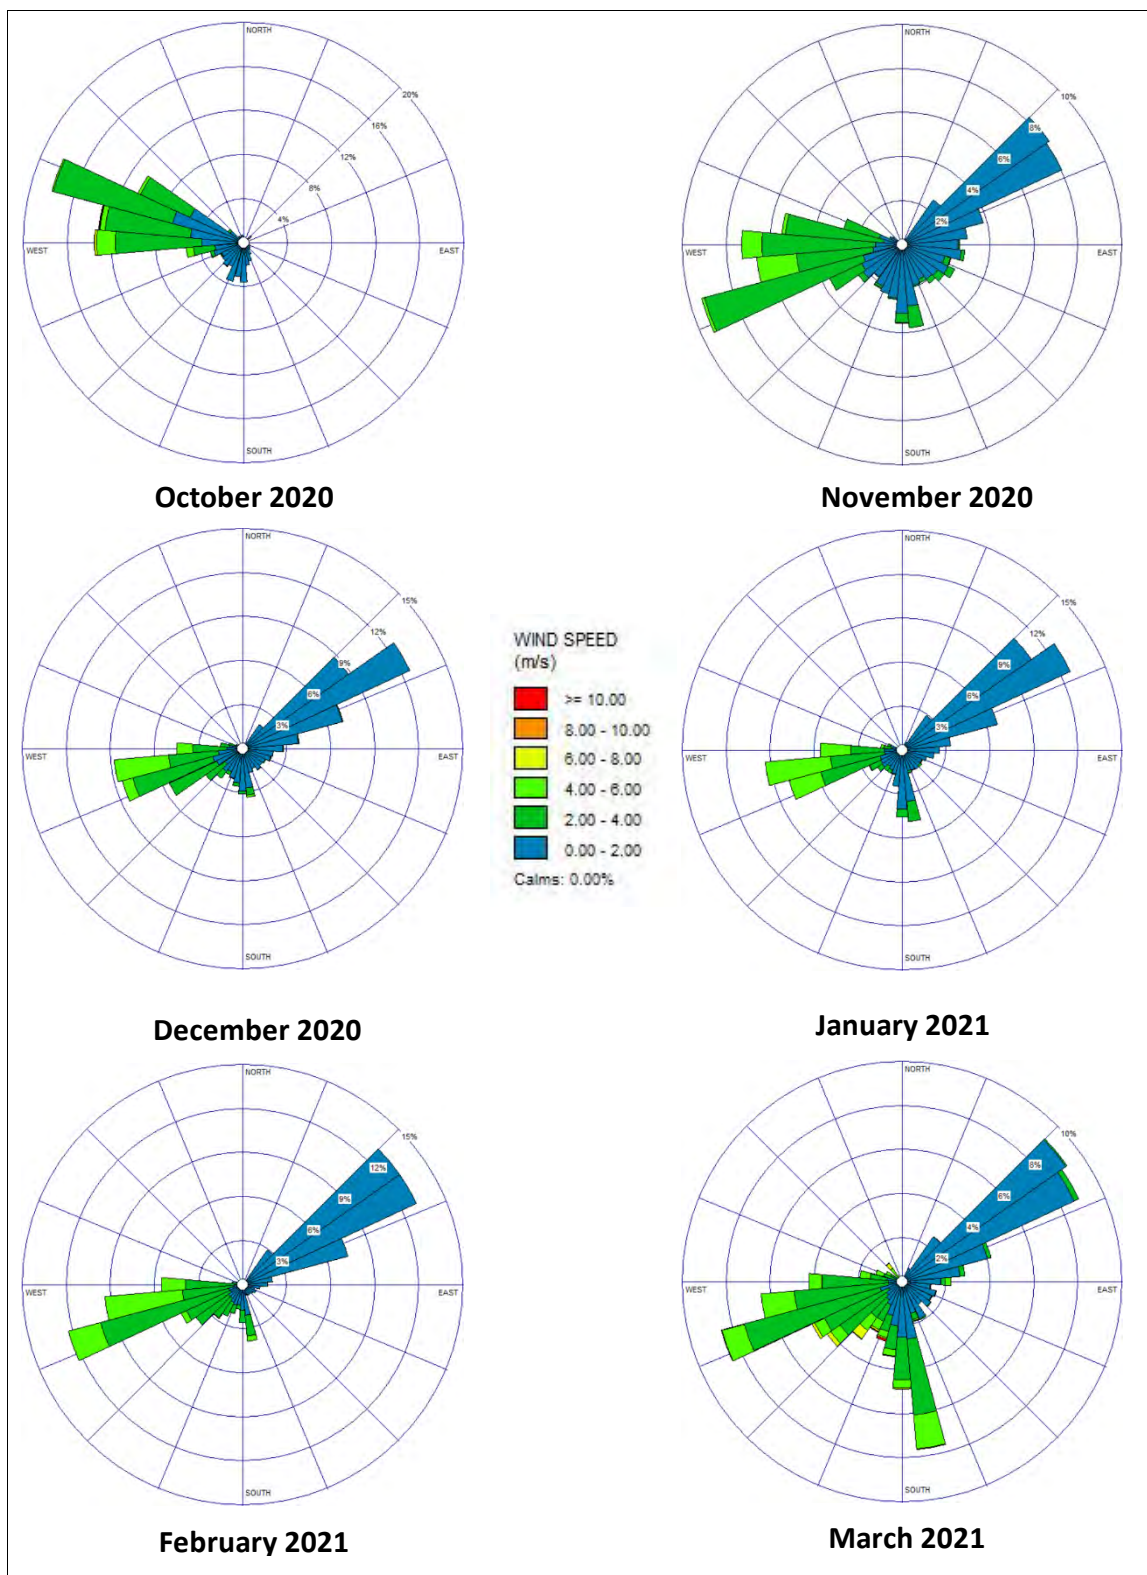 NORTH
20%
16%
12%
8%
4%
WEST
EAST
SOUTH
October 2020
NORTH
10%
8%
6%
4%
2%
WEST
EAST
SOUTH
November 2020
NORTH
15%
12%
9%
6%
3%
WEST
EAST
SOUTH
December 2020
WIND SPEED
(m/s)
>= 10.00
8.00 - 10.00
6.00 - 8.00
4.00 - 6.00
2.00 - 4.00
0.00 - 2.00
Calms: 0.00%
NORTH
15%
12%
9%
6%
3%
WEST
EAST
SOUTH
January 2021
NORTH
15%
12%
9%
6%
3%
WEST
EAST
SOUTH
February 2021
NORTH
10%
8%
6%
4%
2%
WEST
EAST
SOUTH
March 2021